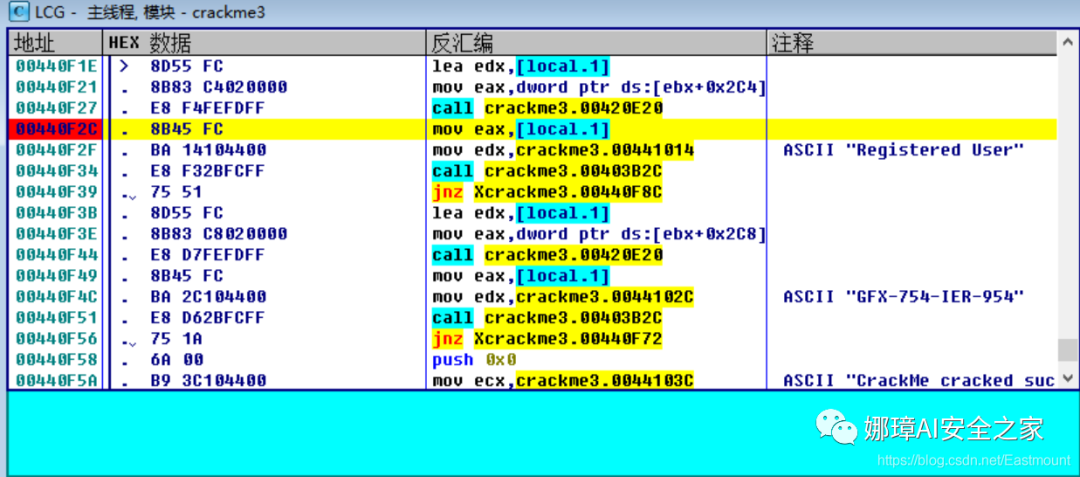 LCG - 主线程, 模块 - crackme3
地址 HEX 数据 反汇编 注释
00440F1E > 8D55 FC lea edx,[local.1]
00440F21 . 8B83 C4020000 mov eax,dword ptr ds:[ebx+0x2C4]
00440F27 . E8 F4FEFDFF call crackme3.00420E20
00440F2C . 8B45 FC mov eax,[local.1]
00440F2F . BA 14104400 mov edx,crackme3.00441014 ASCII "Registered User"
00440F34 . E8 F32BFCFF call crackme3.00403B2C
00440F39 . 75 51 jnz Xcrackme3.00440F8C
00440F3B . 8D55 FC lea edx,[local.1]
00440F3E . 8B83 C8020000 mov eax,dword ptr ds:[ebx+0x2C8]
00440F44 . E8 D7FEFDFF call crackme3.00420E20
00440F49 . 8B45 FC mov eax,[local.1]
00440F4C . BA 2C104400 mov edx,crackme3.0044102C ASCII "GFX-754-IER-954"
00440F51 . E8 D62BFCFF call crackme3.00403B2C
00440F56 . 75 1A jnz Xcrackme3.00440F72
00440F58 . 6A 00 push 0x0
00440F5A . B9 3C104400 mov ecx,crackme3.0044103C ASCII "CrackMe cracked suc
娜璋AI安全之家
https://blog.csdn.net/Eastmount